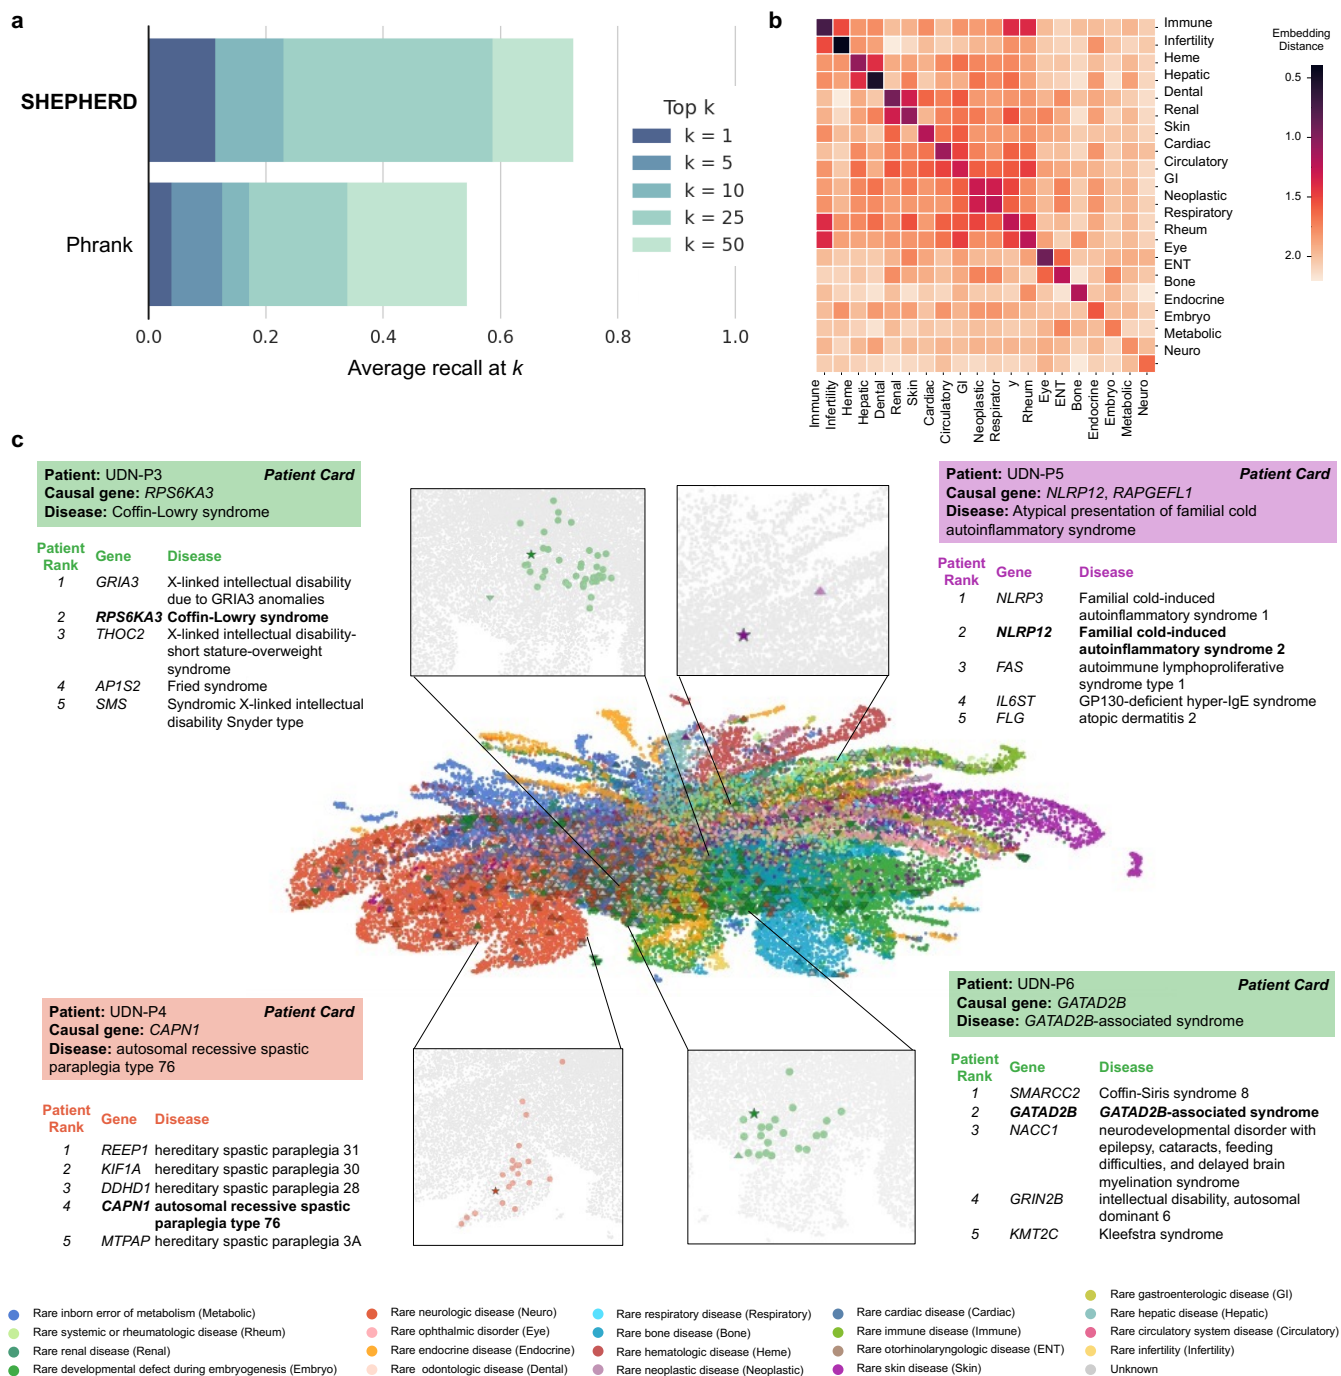 a
SHEPHERD
Phrank
Top k
k = 1
k = 5
k = 10
k = 25
k = 50
0.0
0.2
0.4
0.6
0.8
1.0
Average recall at k
b
Immune
Infertility
Heme
Hepatic
Dental
Renal
Skin
Cardiac
Circulatory
GI
Neoplastic
Respiratory
Rheum
Eye
ENT
Bone
Endocrine
Embryo
Metabolic
Neuro
Immune
Infertility
Heme
Hepatic
Dental
Renal
Skin
Cardiac
Circulatory
GI
Neoplastic
Respirator
y
Rheum
Eye
ENT
Bone
Endocrine
Embryo
Metabolic
Neuro
Embedding
Distance
0.5
1.0
1.5
2.0
c
Patient: UDN-P3 Patient Card
Causal gene: RPS6KA3
Disease: Coffin-Lowry syndrome
Patient
Rank Gene Disease
1 GRIA3 X-linked intellectual disability
due to GRIA3 anomalies
2 RPS6KA3 Coffin-Lowry syndrome
3 THOC2 X-linked intellectual disability-
short stature-overweight
syndrome
4 AP1S2 Fried syndrome
5 SMS Syndromic X-linked intellectual
disability Snyder type
Patient: UDN-P5 Patient Card
Causal gene: NLRP12, RAPGEFL1
Disease: Atypical presentation of familial cold
autoinflammatory syndrome
Patient
Rank Gene Disease
1 NLRP3 Familial cold-induced
autoinflammatory syndrome 1
2 NLRP12 Familial cold-induced
autoinflammatory syndrome 2
3 FAS autoimmune lymphoproliferative
syndrome type 1
4 IL6ST GP130-deficient hyper-IgE syndrome
5 FLG atopic dermatitis 2
Patient: UDN-P4 Patient Card
Causal gene: CAPN1
Disease: autosomal recessive spastic
paraplegia type 76
Patient
Rank Gene Disease
1 REEP1 hereditary spastic paraplegia 31
2 KIF1A hereditary spastic paraplegia 30
3 DDHD1 hereditary spastic paraplegia 28
4 CAPN1 autosomal recessive spastic
paraplegia type 76
5 MTPAP hereditary spastic paraplegia 3A
Patient: UDN-P6 Patient Card
Causal gene: GATAD2B
Disease: GATAD2B-associated syndrome
Patient
Rank Gene Disease
1 SMARCC2 Coffin-Siris syndrome 8
2 GATAD2B GATAD2B-associated syndrome
3 NACC1 neurodevelopmental disorder with
epilepsy, cataracts, feeding
difficulties, and delayed brain
myelination syndrome
4 GRIN2B intellectual disability, autosomal
dominant 6
5 KMT2C Kleefstra syndrome
Rare inborn error of metabolism (Metabolic)
Rare systemic or rheumatologic disease (Rheum)
Rare renal disease (Renal)
Rare developmental defect during embryogenesis (Embryo)
Rare neurologic disease (Neuro)
Rare ophthalmic disorder (Eye)
Rare endocrine disease (Endocrine)
Rare odontologic disease (Dental)
Rare respiratory disease (Respiratory)
Rare bone disease (Bone)
Rare hematologic disease (Heme)
Rare neoplastic disease (Neoplastic)
Rare cardiac disease (Cardiac)
Rare immune disease (Immune)
Rare otorhinolaryngologic disease (ENT)
Rare skin disease (Skin)
Rare gastroenterologic disease (GI)
Rare hepatic disease (Hepatic)
Rare circulatory system disease (Circulatory)
Rare infertility (Infertility)
Unknown